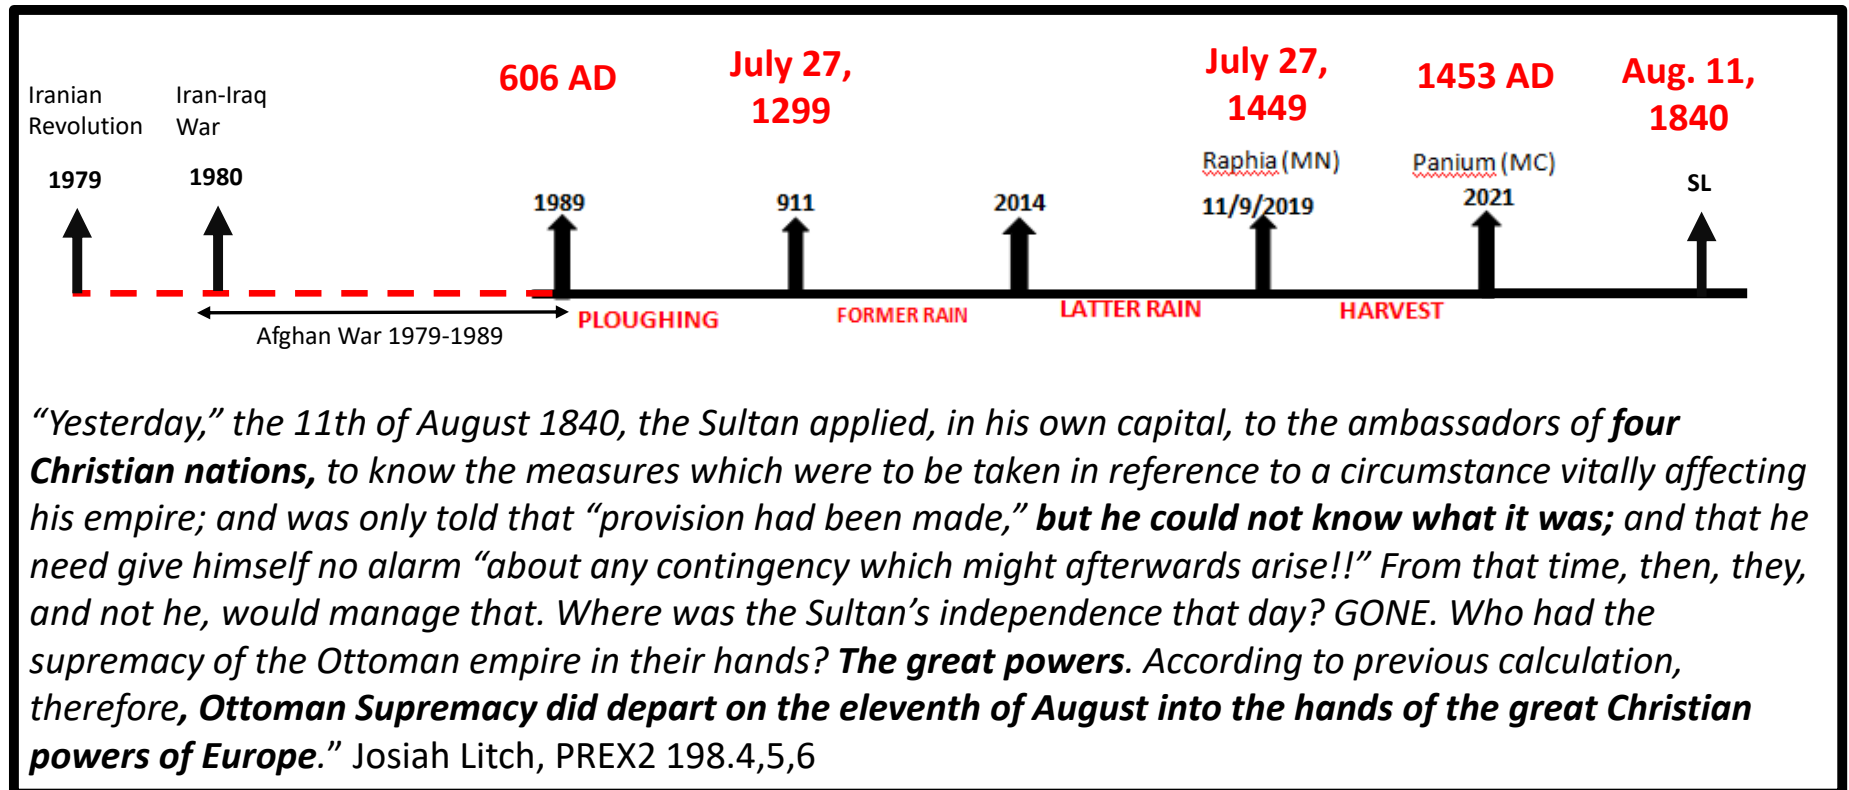 606 AD
July 27,
1299
July 27,
1449
1453 AD
Aug. 11,
1840
Iranian
Revolution
Iran-Iraq
War
Raphia (MN)
Panium (MC)
1979
1980
1989
911
2014
11/9/2019
2021
SL
PLOUGHING
FORMER RAIN
LATTER RAIN
HARVEST
Afghan War 1979-1989
“Yesterday,” the 11th of August 1840, the Sultan applied, in his own capital, to the ambassadors of four
Christian nations, to know the measures which were to be taken in reference to a circumstance vitally affecting
his empire; and was only told that “provision had been made,” but he could not know what it was; and that he
need give himself no alarm “about any contingency which might afterwards arise!!” From that time, then, they,
and not he, would manage that. Where was the Sultan’s independence that day? GONE. Who had the
supremacy of the Ottoman empire in their hands? The great powers. According to previous calculation,
therefore, Ottoman Supremacy did depart on the eleventh of August into the hands of the great Christian
powers of Europe.” Josiah Litch, PREX2 198.4,5,6